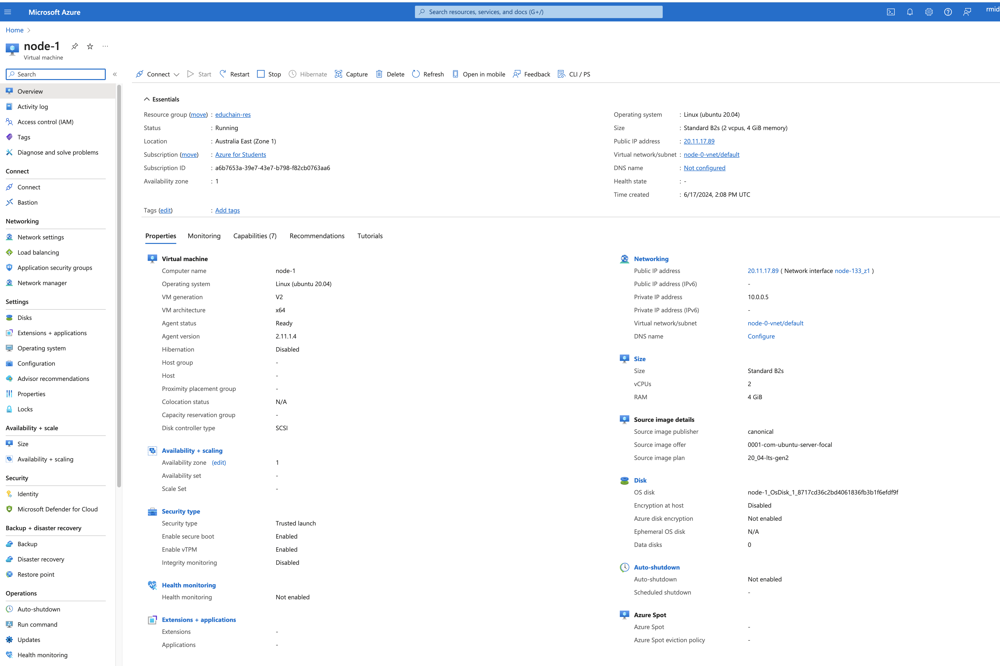 Microsoft Azure
Search resources, services, and docs (G+/)
rmid
Home
node-1
Virtual machine
Search
Connect
Start
Restart
Stop
Hibernate
Capture
Delete
Refresh
Open in mobile
Feedback
CLI / PS
Overview
Activity log
Access control (IAM)
Tags
Diagnose and solve problems
Connect
Connect
Bastion
Networking
Network settings
Load balancing
Application security groups
Network manager
Settings
Disks
Extensions + applications
Operating system
Configuration
Advisor recommendations
Properties
Locks
Availability + scale
Size
Availability + scaling
Security
Identity
Microsoft Defender for Cloud
Backup + disaster recovery
Backup
Disaster recovery
Restore point
Operations
Auto-shutdown
Run command
Updates
Health monitoring
Essentials
Resource group (move) : educhain-res
Status : Running
Location : Australia East (Zone 1)
Subscription (move) : Azure for Students
Subscription ID : a6b7653a-39e7-43e7-b798-f82cb0763aa6
Availability zone : 1
Operating system : Linux (ubuntu 20.04)
Size : Standard B2s (2 vcpus, 4 GiB memory)
Public IP address : 20.11.17.89
Virtual network/subnet : node-0-vnet/default
DNS name : Not configured
Health state : -
Time created : 6/17/2024, 2:08 PM UTC
Tags (edit) : Add tags
Properties
Monitoring
Capabilities (7)
Recommendations
Tutorials
Virtual machine
Computer name node-1
Operating system Linux (ubuntu 20.04)
VM generation V2
VM architecture x64
Agent status Ready
Agent version 2.11.1.4
Hibernation Disabled
Host group -
Host -
Proximity placement group -
Colocation status N/A
Capacity reservation group -
Disk controller type SCSI
Availability + scaling
Availability zone (edit) 1
Availability set -
Scale Set -
Security type
Security type Trusted launch
Enable secure boot Enabled
Enable vTPM Enabled
Integrity monitoring Disabled
Health monitoring
Health monitoring Not enabled
Extensions + applications
Extensions -
Applications -
Networking
Public IP address 20.11.17.89 ( Network interface node-133_z1 )
Public IP address (IPv6) -
Private IP address 10.0.0.5
Private IP address (IPv6) -
Virtual network/subnet node-0-vnet/default
DNS name Configure
Size
Size Standard B2s
vCPUs 2
RAM 4 GiB
Source image details
Source image publisher canonical
Source image offer 0001-com-ubuntu-server-focal
Source image plan 20_04-lts-gen2
Disk
OS disk node-1_OsDisk_1_8717cd36c2bd4061836fb3b1f6efdf9f
Encryption at host Disabled
Azure disk encryption Not enabled
Ephemeral OS disk N/A
Data disks 0
Auto-shutdown
Auto-shutdown Not enabled
Scheduled shutdown -
Azure Spot
Azure Spot -
Azure Spot eviction policy -